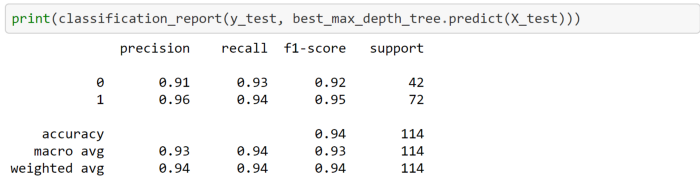 print(classification_report(y_test, best_max_depth_tree.predict(X_test)))
precision recall f1-score support
0 0.91 0.93 0.92 42
1 0.96 0.94 0.95 72
accuracy 0.94 114
macro avg 0.93 0.94 0.93 114
weighted avg 0.94 0.94 0.94 114